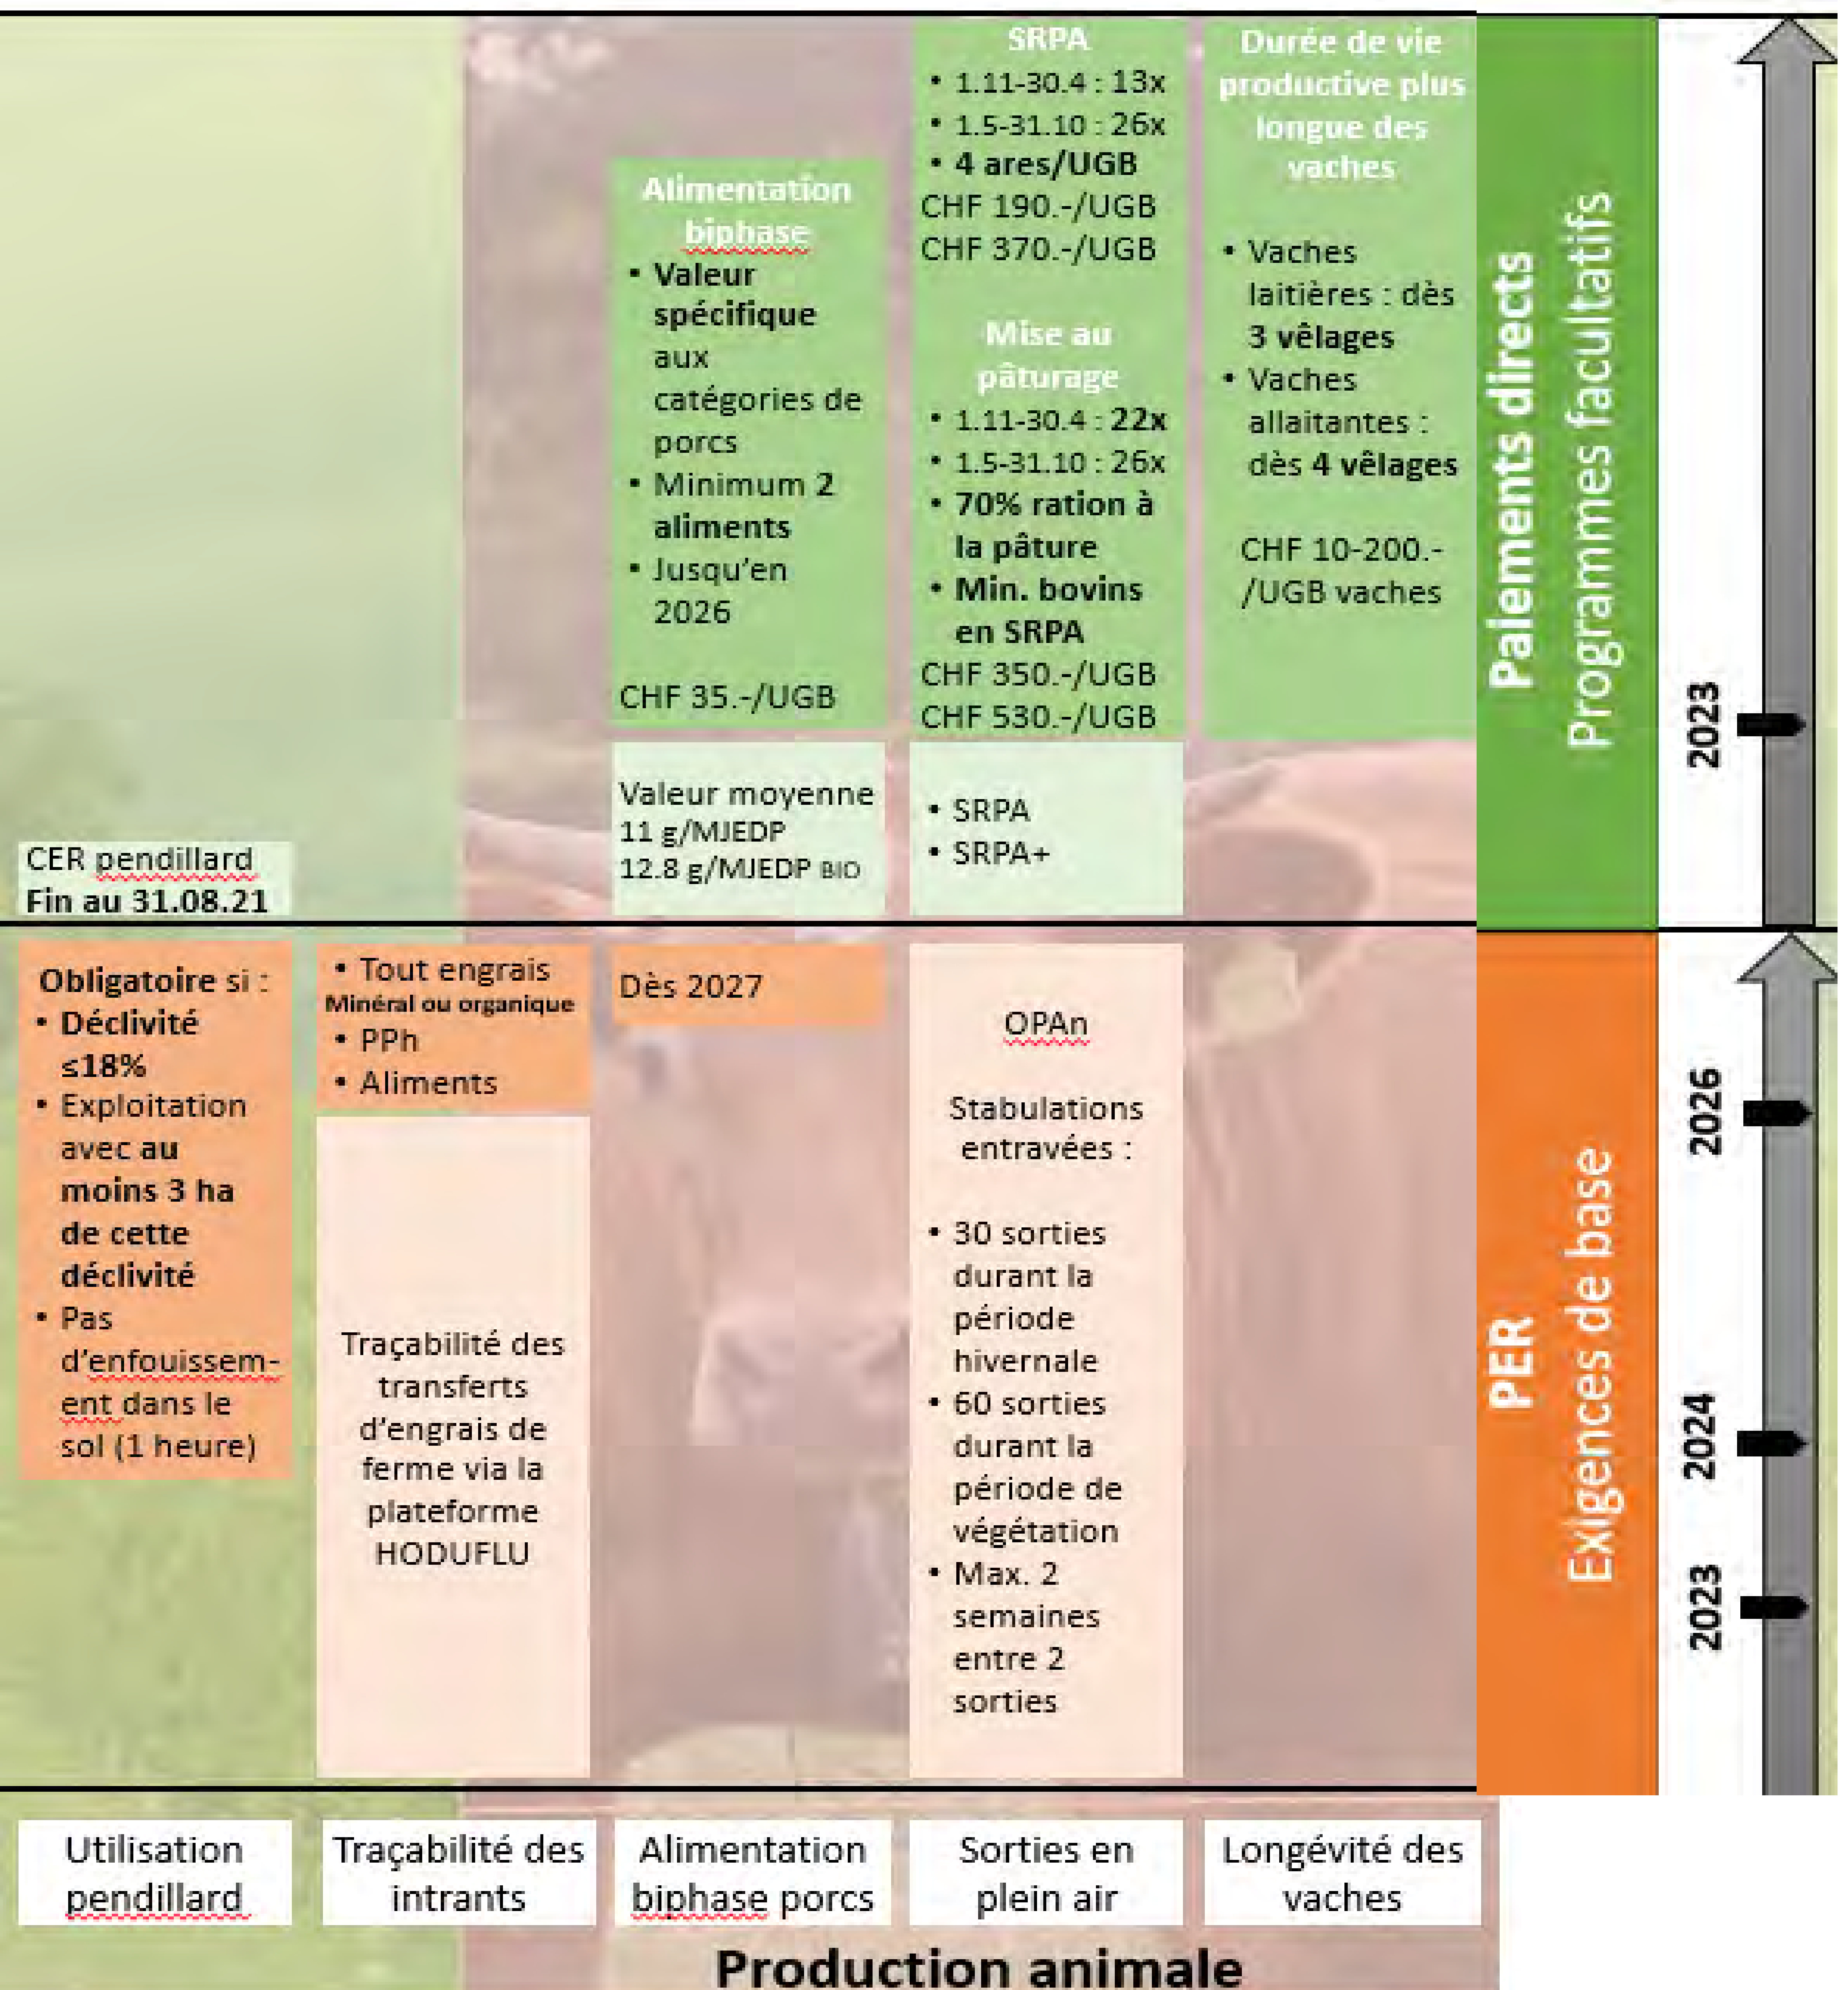 SRPA
• 1.11-30.4 : 13x
• 1.5-31.10 : 26x
• 4 ares/UGB
CHF 190.-/UGB
CHF 370.-/UGB
Mise au
pâturage
• 1.11-30.4 : 22x
• 1.5-31.10 : 26x
• 70% ration à
la pâture
• Min. bovins
en SRPA
CHF 350.-/UGB
CHF 530.-/UGB
Durée de vie
productive plus
longue des
vaches
• Vaches
laitières : dès
3 vêlages
• Vaches
allaitantes :
dès 4 vêlages
CHF 10-200.-
/UGB vaches
Alimentation
biphase
• Valeur
spécifique
aux
catégories de
porcs
• Minimum 2
aliments
• Jusqu'en
2026
CHF 35.-/UGB
Paiements directs
Programmes facultatifs
2023
Valeur moyenne
11 g/MJEDP
12.8 g/MJEDP BIO
• SRPA
• SRPA+
CER pendillard
Fin au 31.08.21
Obligatoire si :
• Déclivité
≤18%
• Exploitation
avec au
moins 3 ha
de cette
déclivité
• Pas
d'enfouissem-
ent dans le
sol (1 heure)
• Tout engrais
Minéral ou organique
• PPh
• Aliments
Traçabilité des
transferts
d'engrais de
ferme via la
plateforme
HODUFLU
Dès 2027
OPAn
Stabulations
entravées :
• 30 sorties
durant la
période
hivernale
• 60 sorties
durant la
période de
végétation
• Max. 2
semaines
entre 2
sorties
PER
Exigences de base
2026
2024
2023
Utilisation
pendillard
Traçabilité des
intrants
Alimentation
biphase porcs
Sorties en
plein air
Longévité des
vaches
Production animale